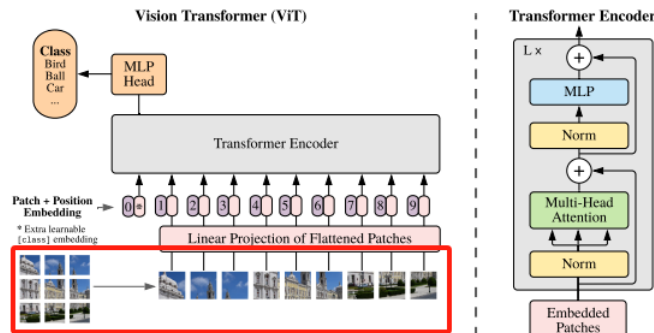 Vision Transformer (ViT)
Class
Bird
Ball
Car
...
MLP
Head
Transformer Encoder
Patch + Position
Embedding
* Extra learnable
[class] embedding
0 * 1 2 3 4 5 6 7 8 9
Linear Projection of Flattened Patches
Transformer Encoder
L ×
+
MLP
Norm
+
Multi-Head
Attention
Norm
Embedded
Patches